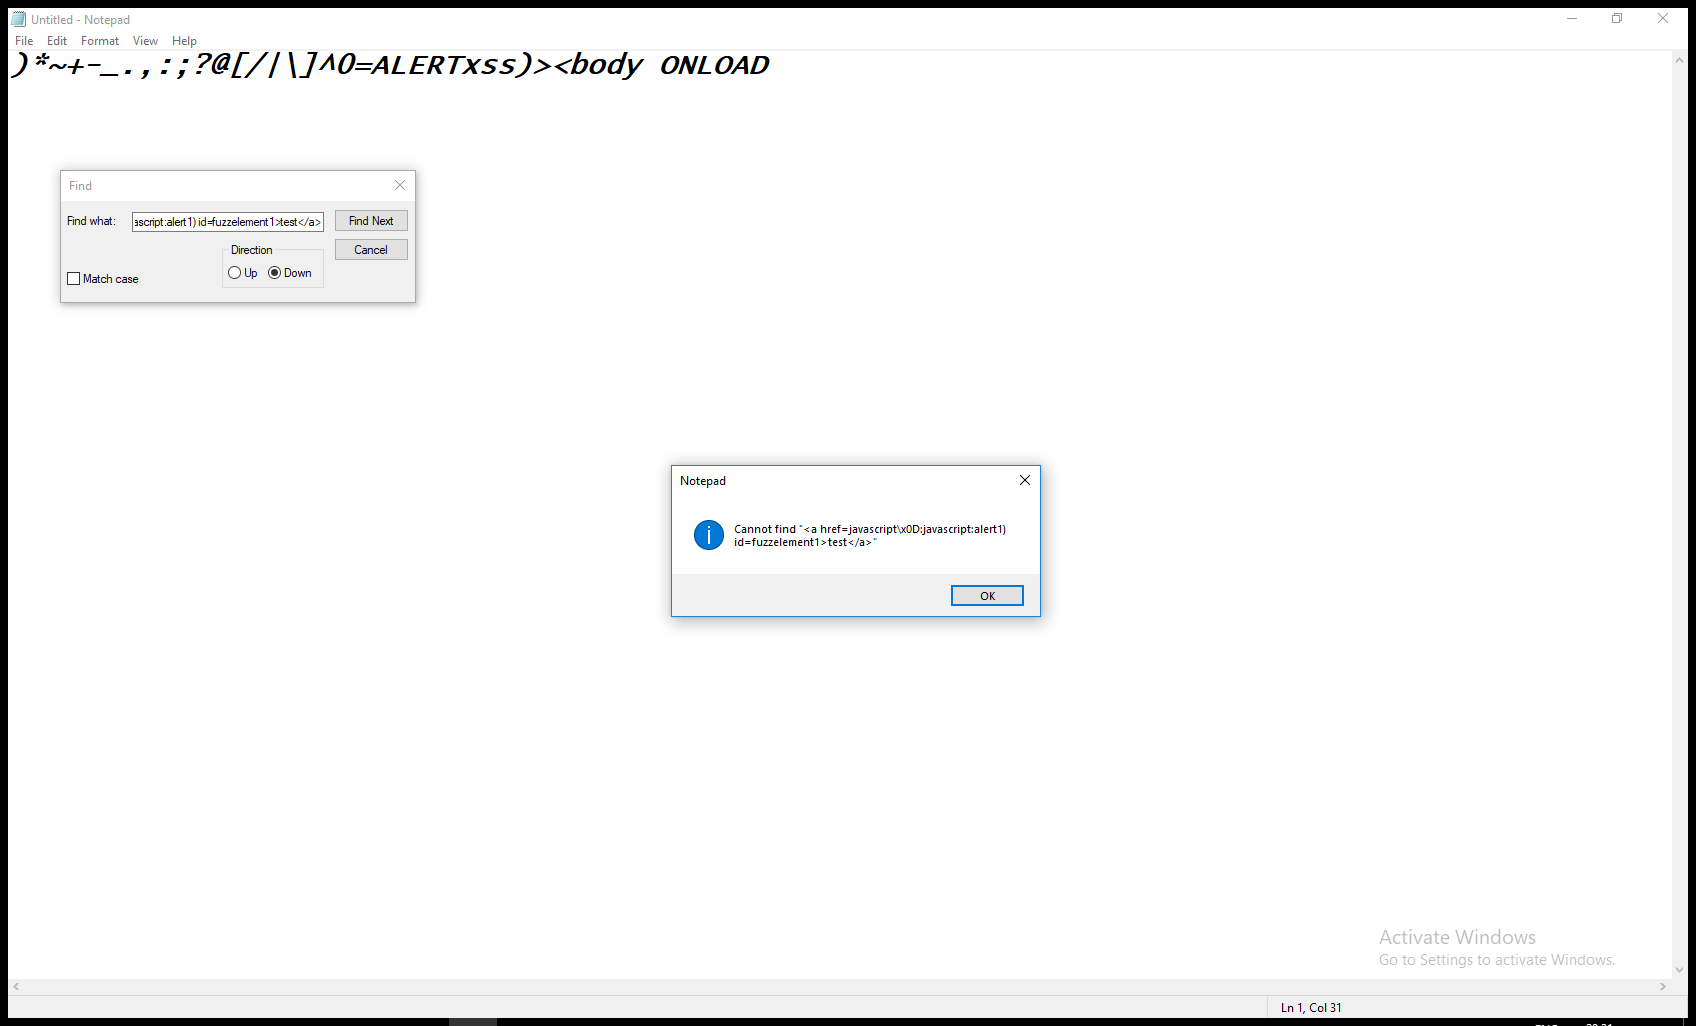 Untitled - Notepad
File Edit Format View Help
)*~+-_.,:;?@[/|\]^0=ALERTxss)><body ONLOAD
Find
Find what: ascript:alert1) id=fuzzelement1>test</a> Find Next
Direction Cancel
Up Down
Match case
Notepad
Cannot find "<a href=javascript\x0D:javascript:alert1)
id=fuzzelement1>test</a>"
OK
Activate Windows
Go to Settings to activate Windows.
Ln 1, Col 31